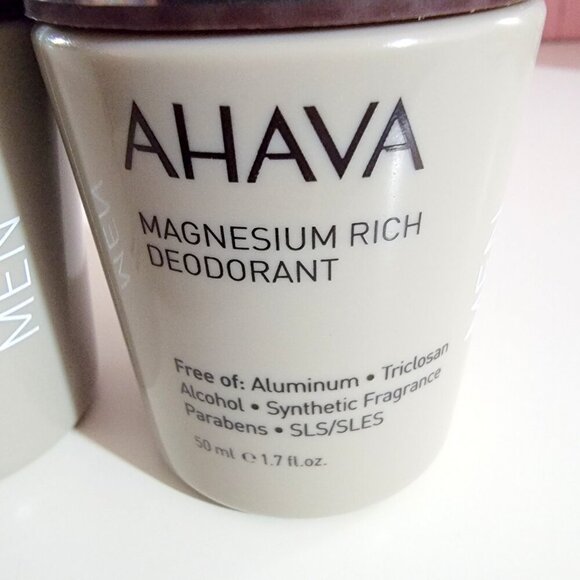 AHAVA
MAGNESIUM RICH
DEODORANT
Free of: Aluminum • Triclosan
Alcohol • Synthetic Fragrance
Parabens • SLS/SLES
50 ml ℮ 1.7 fl.oz.
MEN
MEN